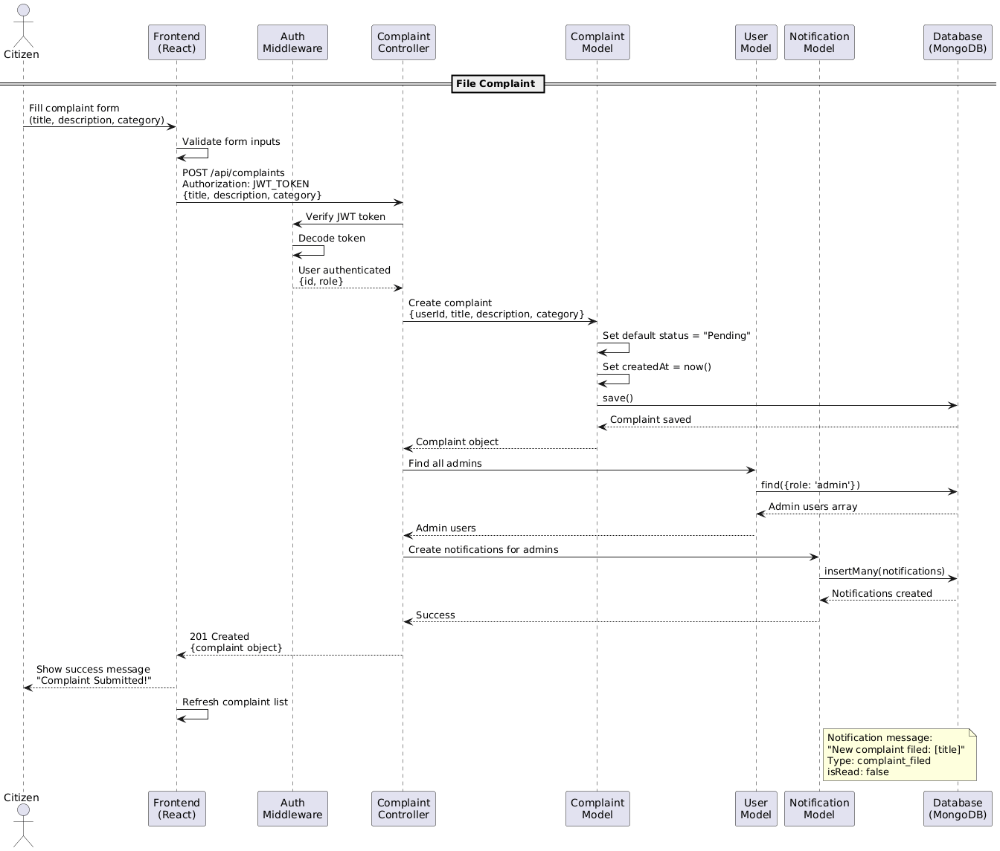 Citizen
Frontend
(React)
Auth
Middleware
Complaint
Controller
Complaint
Model
User
Model
Notification
Model
Database
(MongoDB)
File Complaint
Fill complaint form
(title, description, category)
Validate form inputs
POST /api/complaints
Authorization: JWT_TOKEN
{title, description, category}
Verify JWT token
Decode token
User authenticated
{id, role}
Create complaint
{userId, title, description, category}
Set default status = "Pending"
Set createdAt = now()
save()
Complaint saved
Complaint object
Find all admins
find({role: 'admin'})
Admin users array
Admin users
Create notifications for admins
insertMany(notifications)
Notifications created
Success
201 Created
{complaint object}
Show success message
"Complaint Submitted!"
Refresh complaint list
Notification message:
"New complaint filed: [title]"
Type: complaint_filed
isRead: false
Citizen
Frontend
(React)
Auth
Middleware
Complaint
Controller
Complaint
Model
User
Model
Notification
Model
Database
(MongoDB)